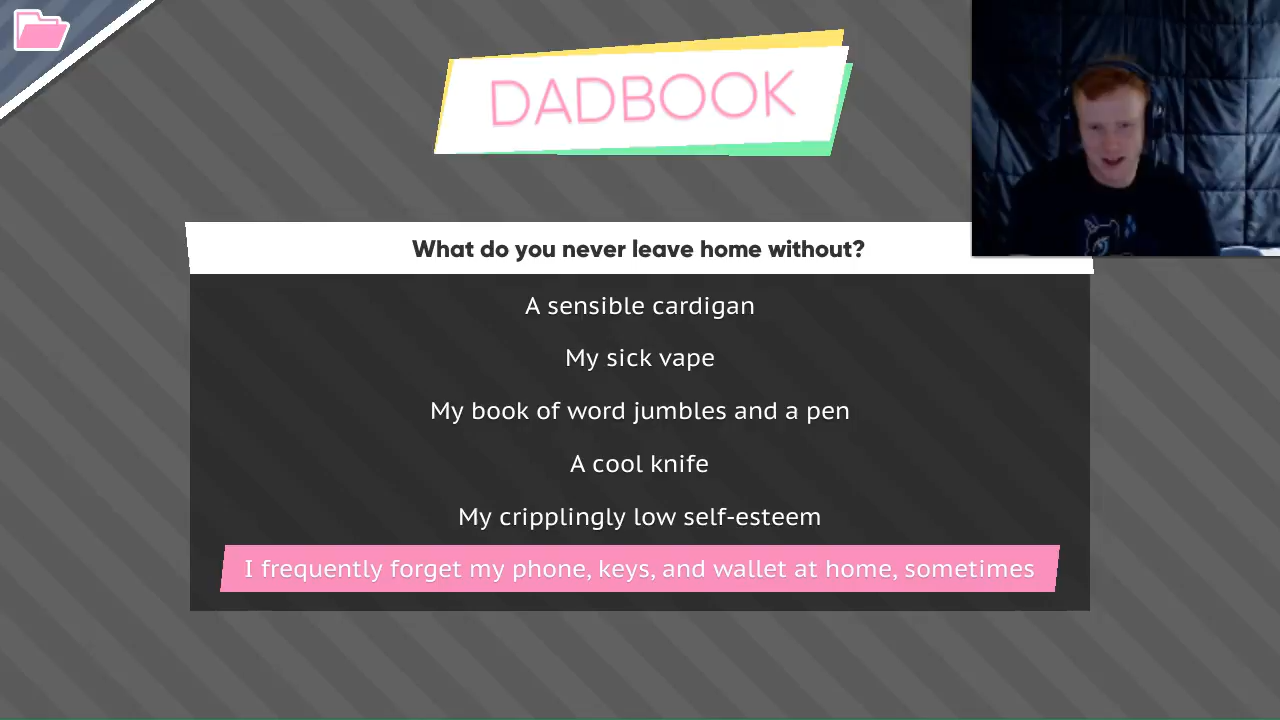 DADBOOK
What do you never leave home without?
A sensible cardigan
My sick vape
My book of word jumbles and a pen
A cool knife
My cripplingly low self-esteem
I frequently forget my phone, keys, and wallet at home, sometimes